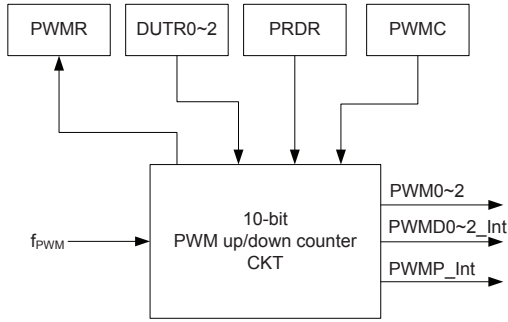 PWMR
DUTR0~2
PRDR
PWMC
10-bit
PWM up/down counter
CKT
fPWM
PWM0~2
PWMD0~2_Int
PWMP_Int